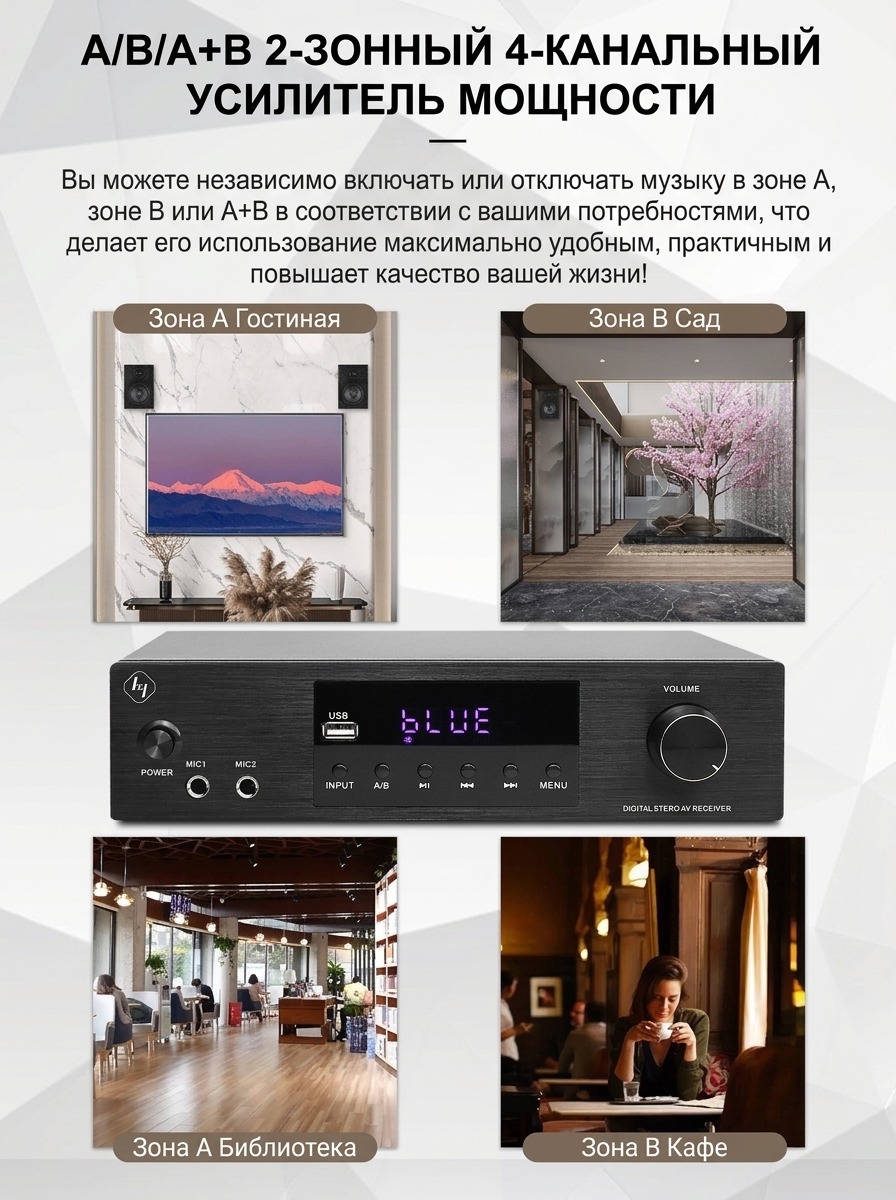 A/B/A+B 2-ЗОННЫЙ 4-КАНАЛЬНЫЙ
УСИЛИТЕЛЬ МОЩНОСТИ
Вы можете независимо включать или отключать музыку в зоне A,
зоне B или A+B в соответствии с вашими потребностями, что
делает его использование максимально удобным, практичным и
повышает качество вашей жизни!
Зона A Гостиная
Зона B Сад
VOLUME
USB
bLUE
POWER
MIC1
MIC2
INPUT
A/B
MENU
DIGITAL STERO AV RECEIVER
Зона A Библиотека
Зона B Кафе